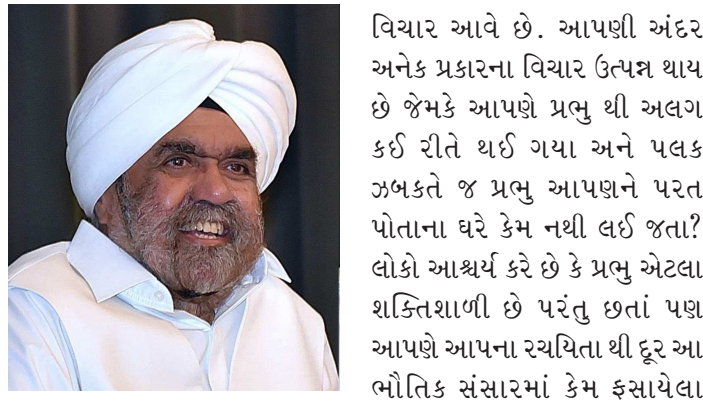 વિચાર આવે છે. આપણી અંદર
અનેક પ્રકારના વિચાર ઉત્પન્ન થાય
છે જેમકે આપણે પ્રભુ થી અલગ
કઈ રીતે થઈ ગયા અને પલક
ઝબકતે જ પ્રભુ આપણને પરત
પોતાના ઘરે કેમ નથી લઈ જતા?
લોકો આશ્ચર્ય કરે છે કે પ્રભુ એટલા
શક્તિશાળી છે પરંતુ છતાં પણ
આપણે આપના રચયિતા થી દૂર આ
ભૌતિક સંસારમાં કેમ ફસાયેલા